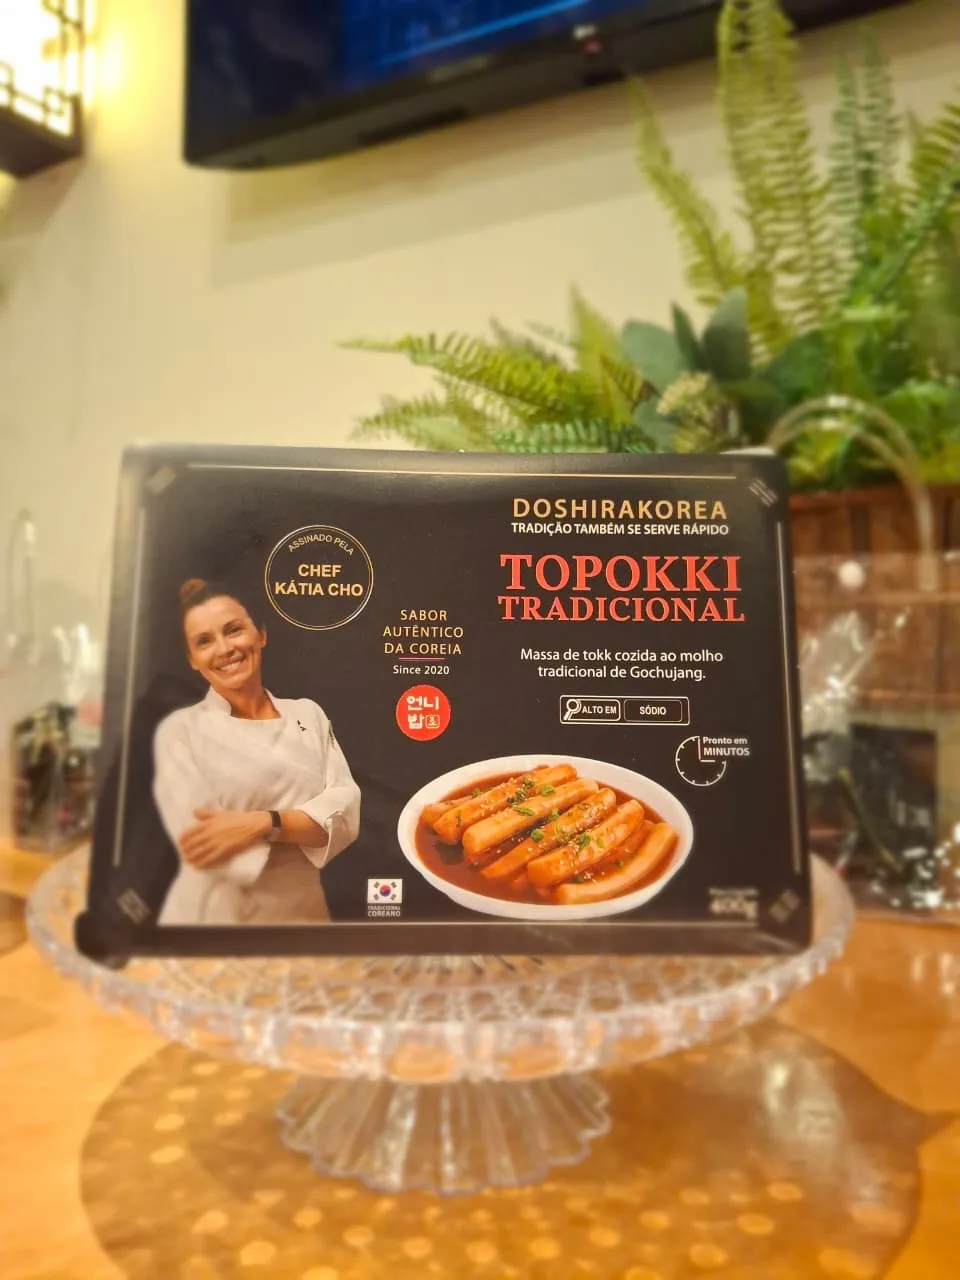 DOSHIRAKOREA
TRADIÇÃO TAMBÉM SE SERVE RÁPIDO
TOPOKKI
TRADICIONAL
Massa de tokk cozida ao molho
tradicional de Gochujang.
ALTO EM SÓDIO
Pronto em
MINUTOS
ASSINADO PELA
CHEF
KÁTIA CHO
SABOR
AUTÊNTICO
DA COREIA
Since 2020
언니
밥
TRADICIONAL
COREANO
400g